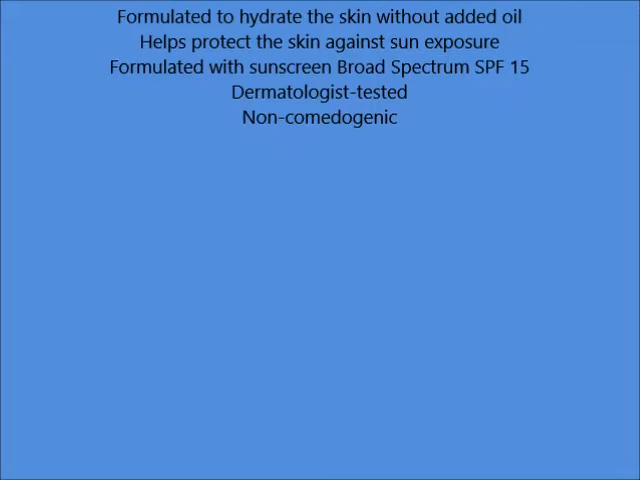 Formulated to hydrate the skin without added oil
Helps protect the skin against sun exposure
Formulated with sunscreen Broad Spectrum SPF 15
Dermatologist-tested
Non-comedogenic